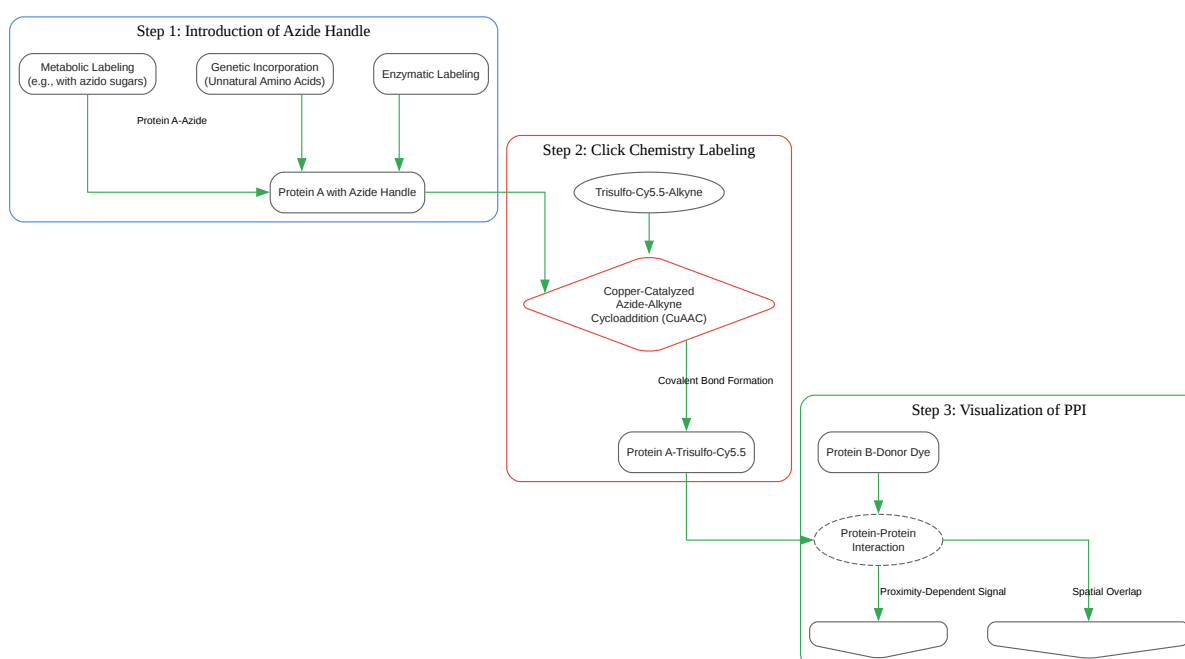 Step 1: Introduction of Azide Handle
Metabolic Labeling
(e.g., with azido sugars)
Genetic Incorporation
(Unnatural Amino Acids)
Enzymatic Labeling
Protein A-Azide
Protein A with Azide Handle
Step 2: Click Chemistry Labeling
Trisulfo-Cy5.5-Alkyne
Copper-Catalyzed
Azide-Alkyne
Cycloaddition (CuAAC)
Covalent Bond Formation
Protein A-Trisulfo-Cy5.5
Step 3: Visualization of PPI
Protein B-Donor Dye
Protein-Protein
Interaction
Proximity-Dependent Signal
Spatial Overlap